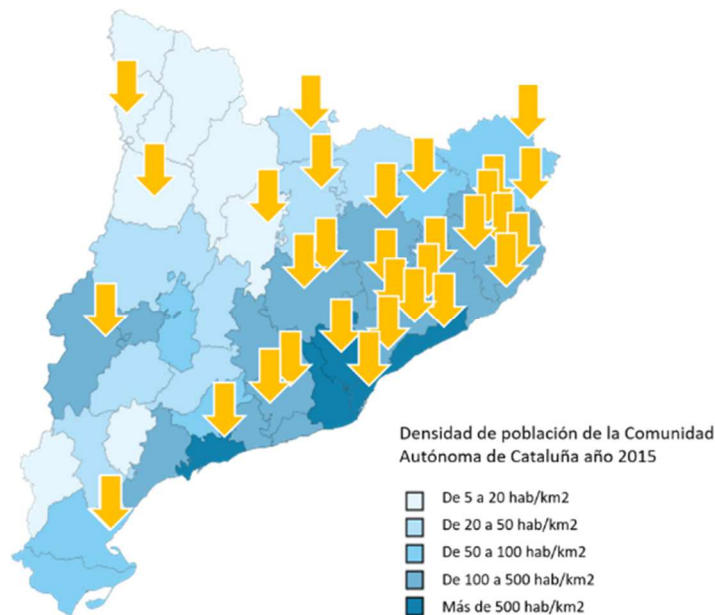 Densidad de población de la Comunidad
Autónoma de Cataluña año 2015
De 5 a 20 hab/km2
De 20 a 50 hab/km2
De 50 a 100 hab/km2
De 100 a 500 hab/km2
Más de 500 hab/km2